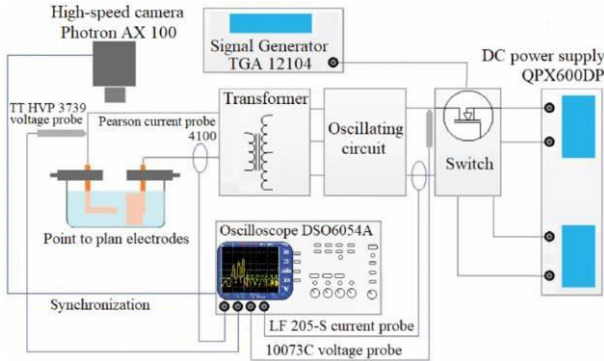 High-speed camera
Photron AX 100
Signal Generator
TGA 12104
DC power supply
QPX600DP
TT HVP 3739
voltage probe
Pearson current probe
4100
Transformer
Oscillating
circuit
Switch
Point to plan electrodes
Oscilloscope DSO6054A
Synchronization
LF 205-S current probe
10073C voltage probe